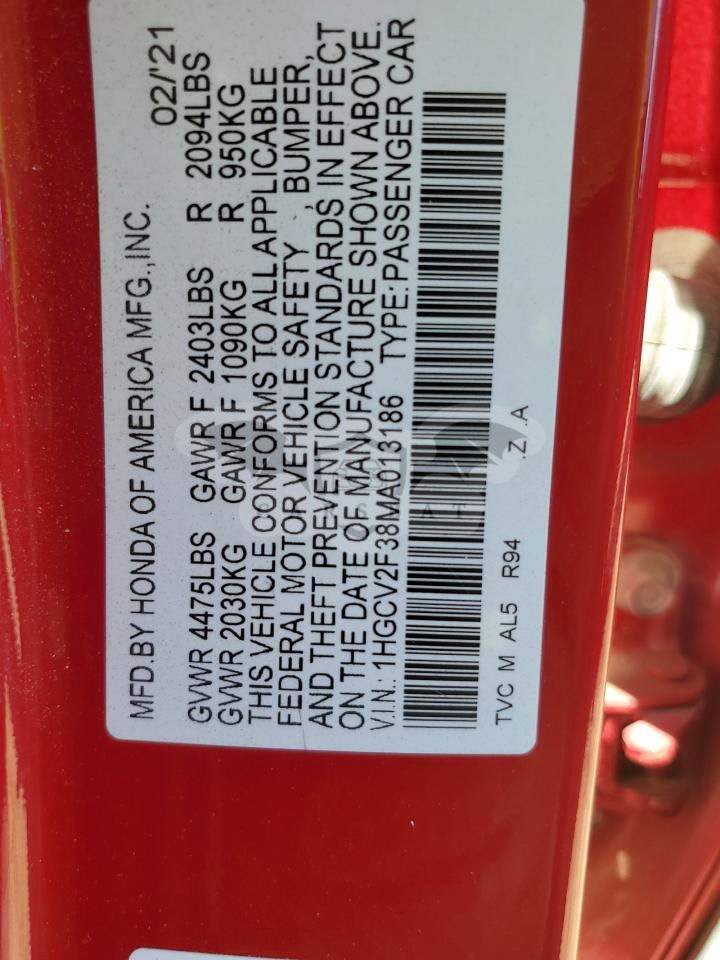 MFD.BY HONDA OF AMERICA MFG.,INC. 02/'21
GVWR 4475LBS GAWR F 2403LBS R 2094LBS
GVWR 2030KG GAWR F 1090KG R 950KG
THIS VEHICLE CONFORMS TO ALL APPLICABLE
FEDERAL MOTOR VEHICLE SAFETY , BUMPER,
AND THEFT PREVENTION STANDARDS IN EFFECT
ON THE DATE OF MANUFACTURE SHOWN ABOVE.
V.I.N.: 1HGCV2F38MA013186 TYPE:PASSENGER CAR
TVC M AL5 R94 .Z .A